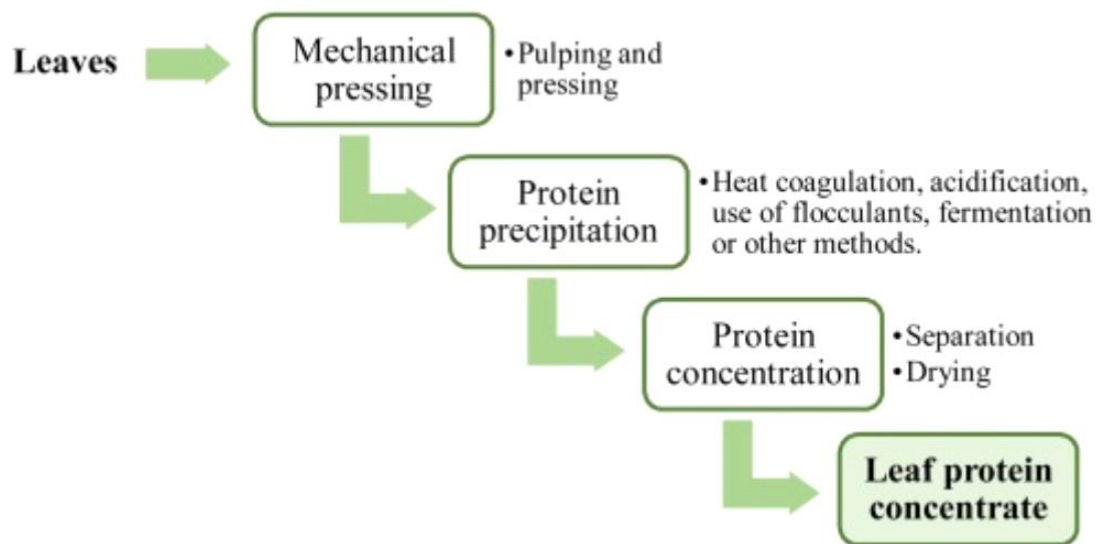 Leaves
Mechanical
pressing
•Pulping and
pressing
Protein
precipitation
•Heat coagulation, acidification,
use of flocculants, fermentation
or other methods.
Protein
concentration
•Separation
•Drying
Leaf protein
concentrate